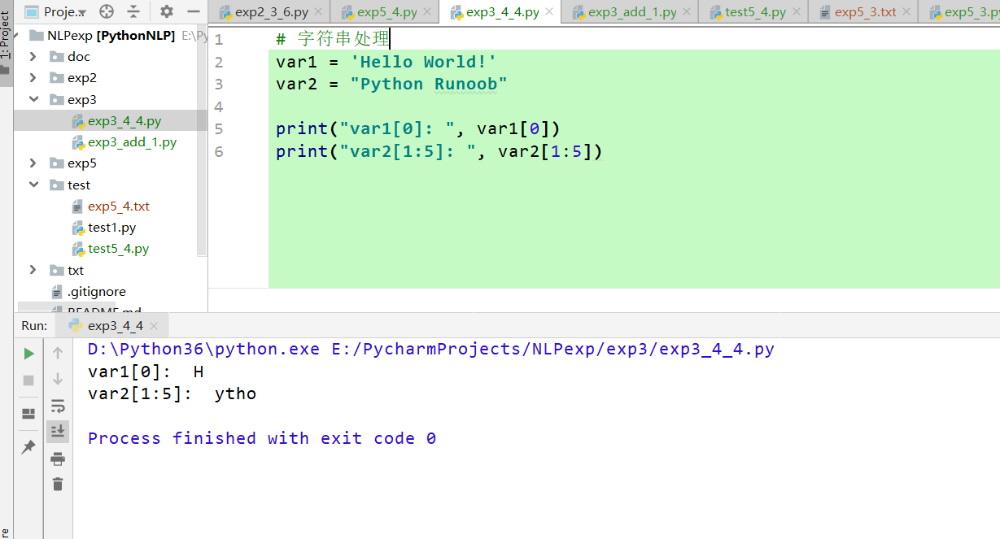 Proje...
exp2_3_6.py
exp5_4.py
exp3_4_4.py
exp3_add_1.py
test5_4.py
exp5_3.txt
exp5_3.py
1: Project
NLPexp [PythonNLP] E:\Py
doc
exp2
exp3
exp3_4_4.py
exp3_add_1.py
exp5
test
exp5_4.txt
test1.py
test5_4.py
txt
.gitignore
README.md
1 # 字符串处理
2 var1 = 'Hello World!'
3 var2 = "Python Runoob"
4
5 print("var1[0]: ", var1[0])
6 print("var2[1:5]: ", var2[1:5])
Run: exp3_4_4
D:\Python36\python.exe E:/PycharmProjects/NLPexp/exp3/exp3_4_4.py
var1[0]:  H
var2[1:5]:  ytho
Process finished with exit code 0
re